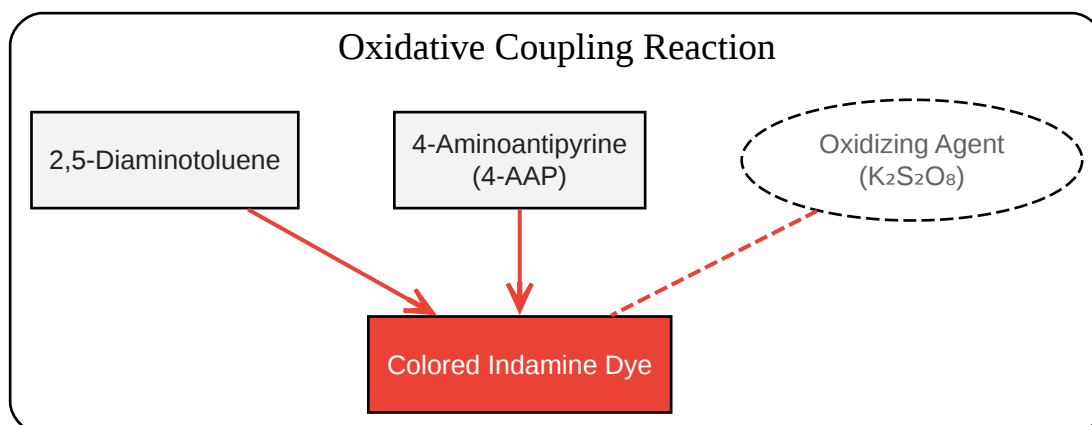 Oxidative Coupling Reaction
2,5-Diaminotoluene
4-Aminoantipyrine
(4-AAP)
Oxidizing Agent
(K₂S₂O₈)
Colored Indamine Dye